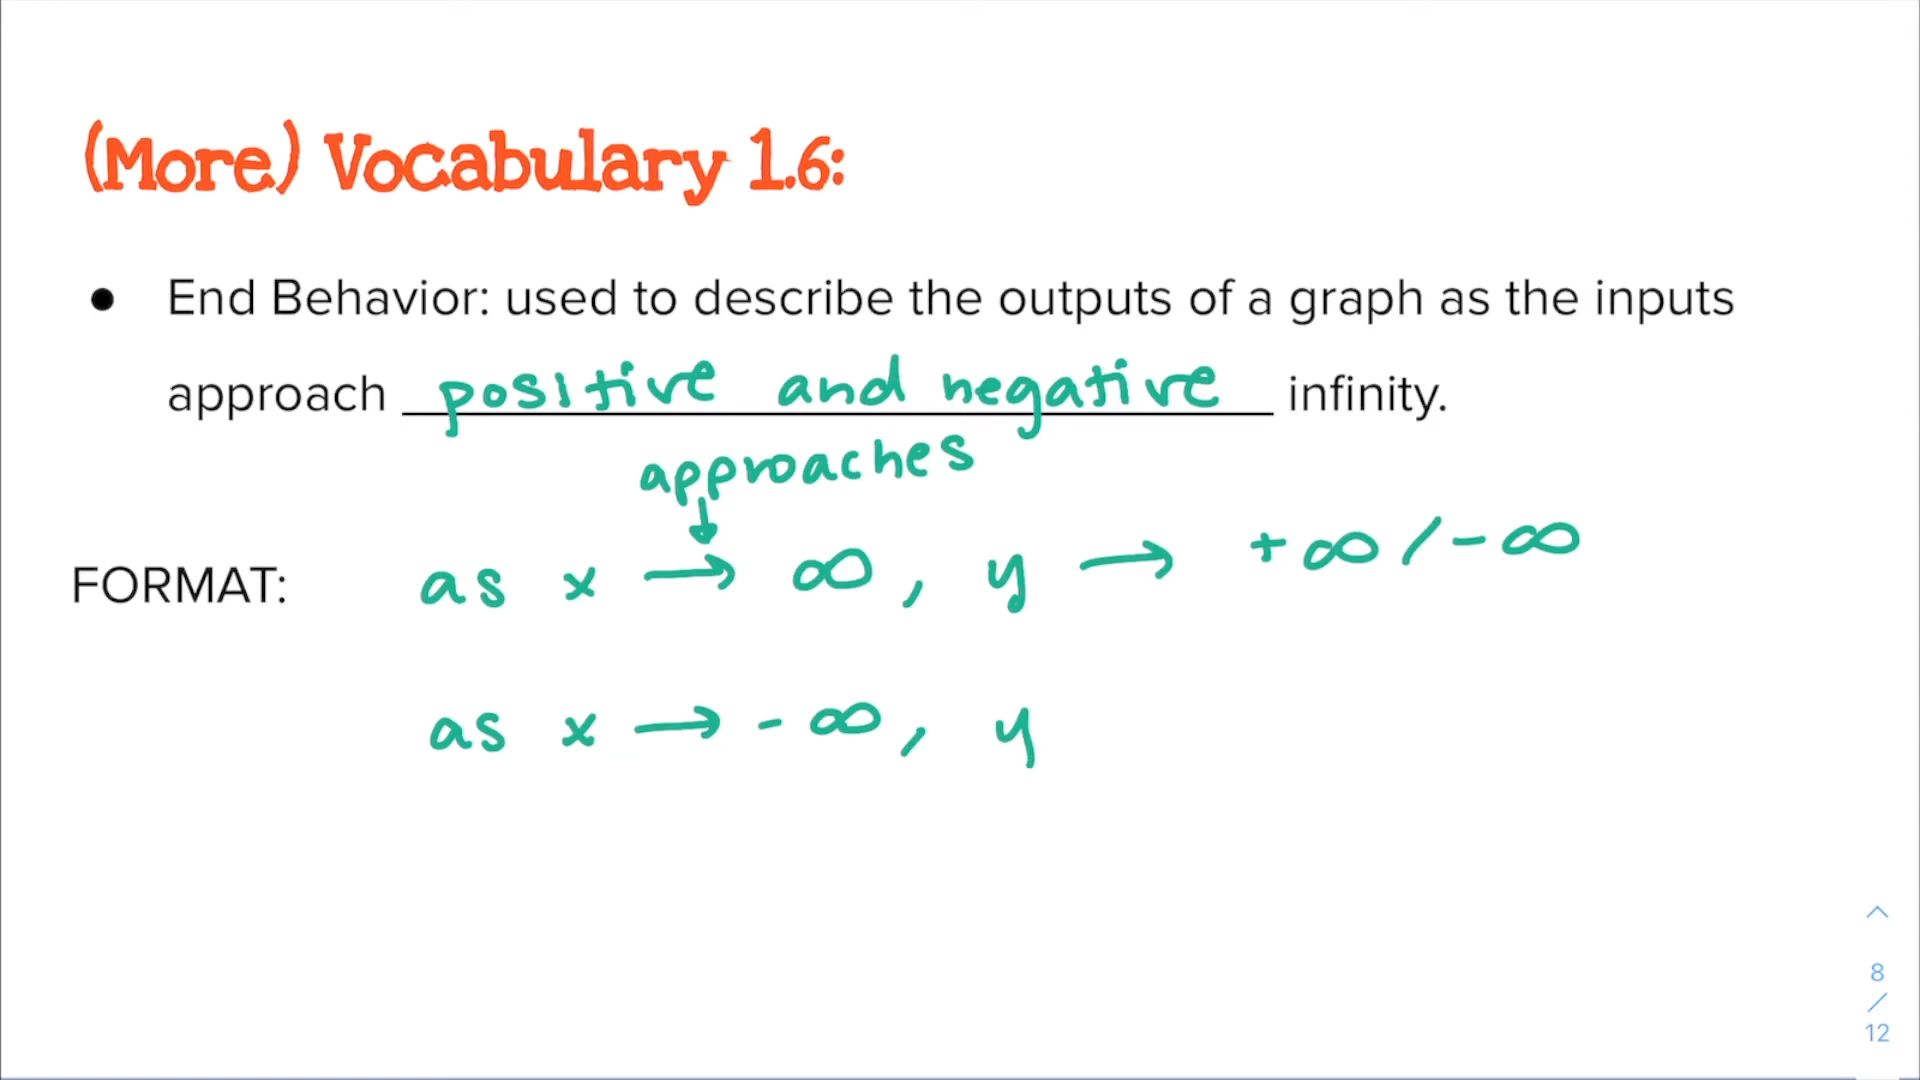 (More) Vocabulary 1.6:
● End Behavior: used to describe the outputs of a graph as the inputs
approach positive and negative infinity.
approaches
FORMAT: as x → ∞, y → +∞/-∞
as x → -∞, y
8
/
12